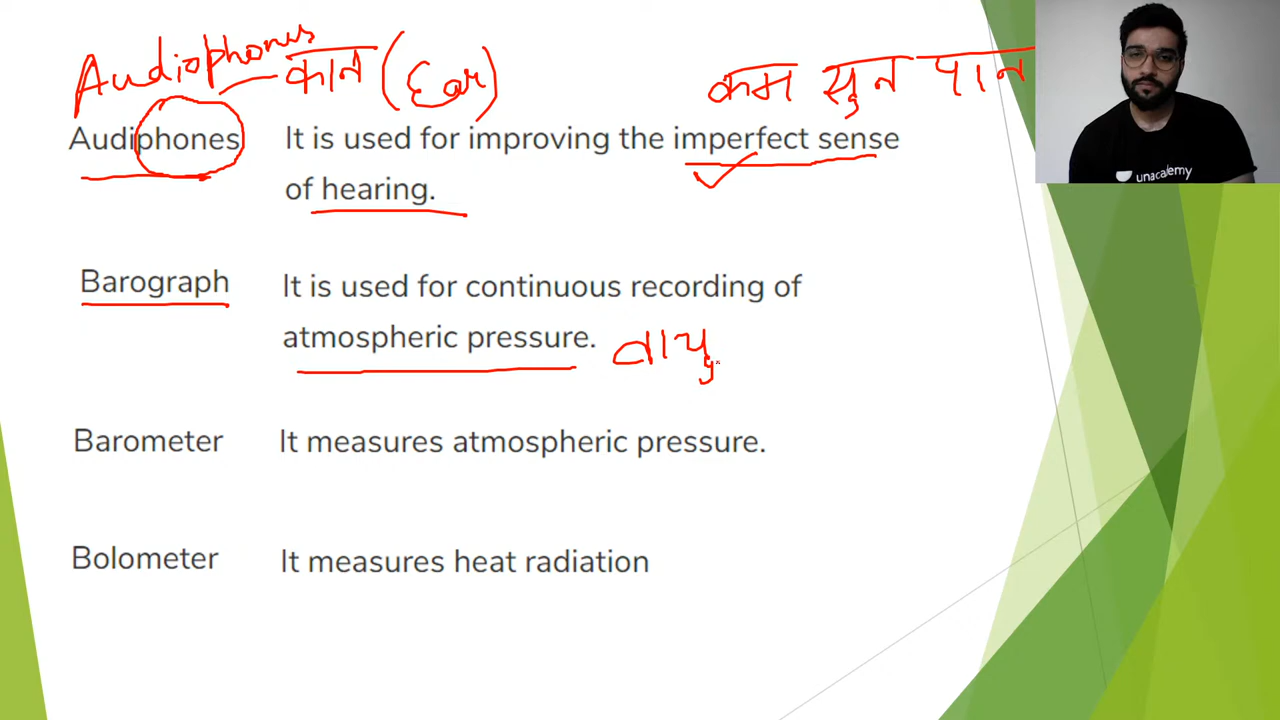 Audiophones कान (Ear) कम सुन पान
Audiphones It is used for improving the imperfect sense
of hearing.
unacademy
Barograph It is used for continuous recording of
atmospheric pressure. वायु
Barometer It measures atmospheric pressure.
Bolometer It measures heat radiation